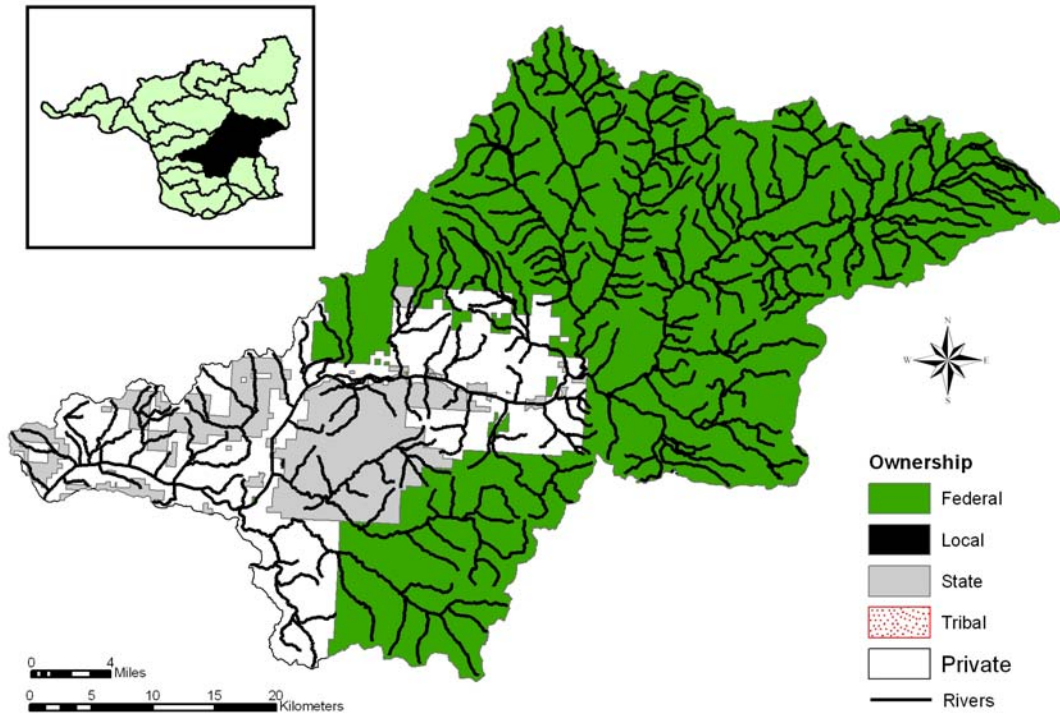 N
W E
S
Ownership
Federal
Local
State
Tribal
Private
Rivers
0 4
Miles
0 5 10 15 20
Kilometers